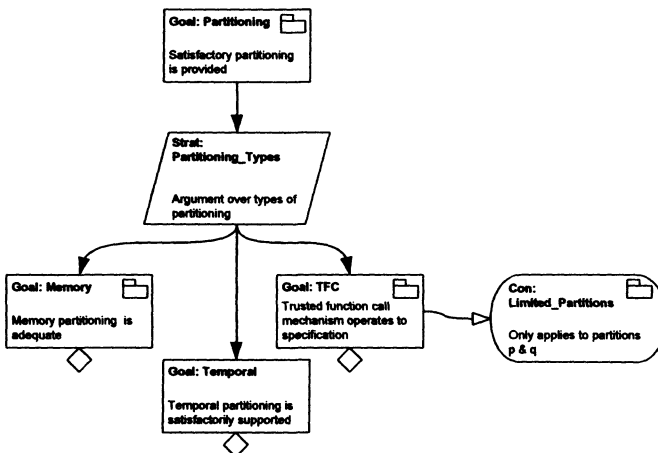 Goal: Partitioning
Satisfactory partitioning
is provided
Strat:
Partitioning_Types
Argument over types of
partitioning
Goal: Memory
Memory partitioning is
adequate
Goal: TFC
Trusted function call
mechanism operates to
specification
Con:
Limited_Partitions
Only applies to partitions
p & q
Goal: Temporal
Temporal partitioning is
satisfactorily supported